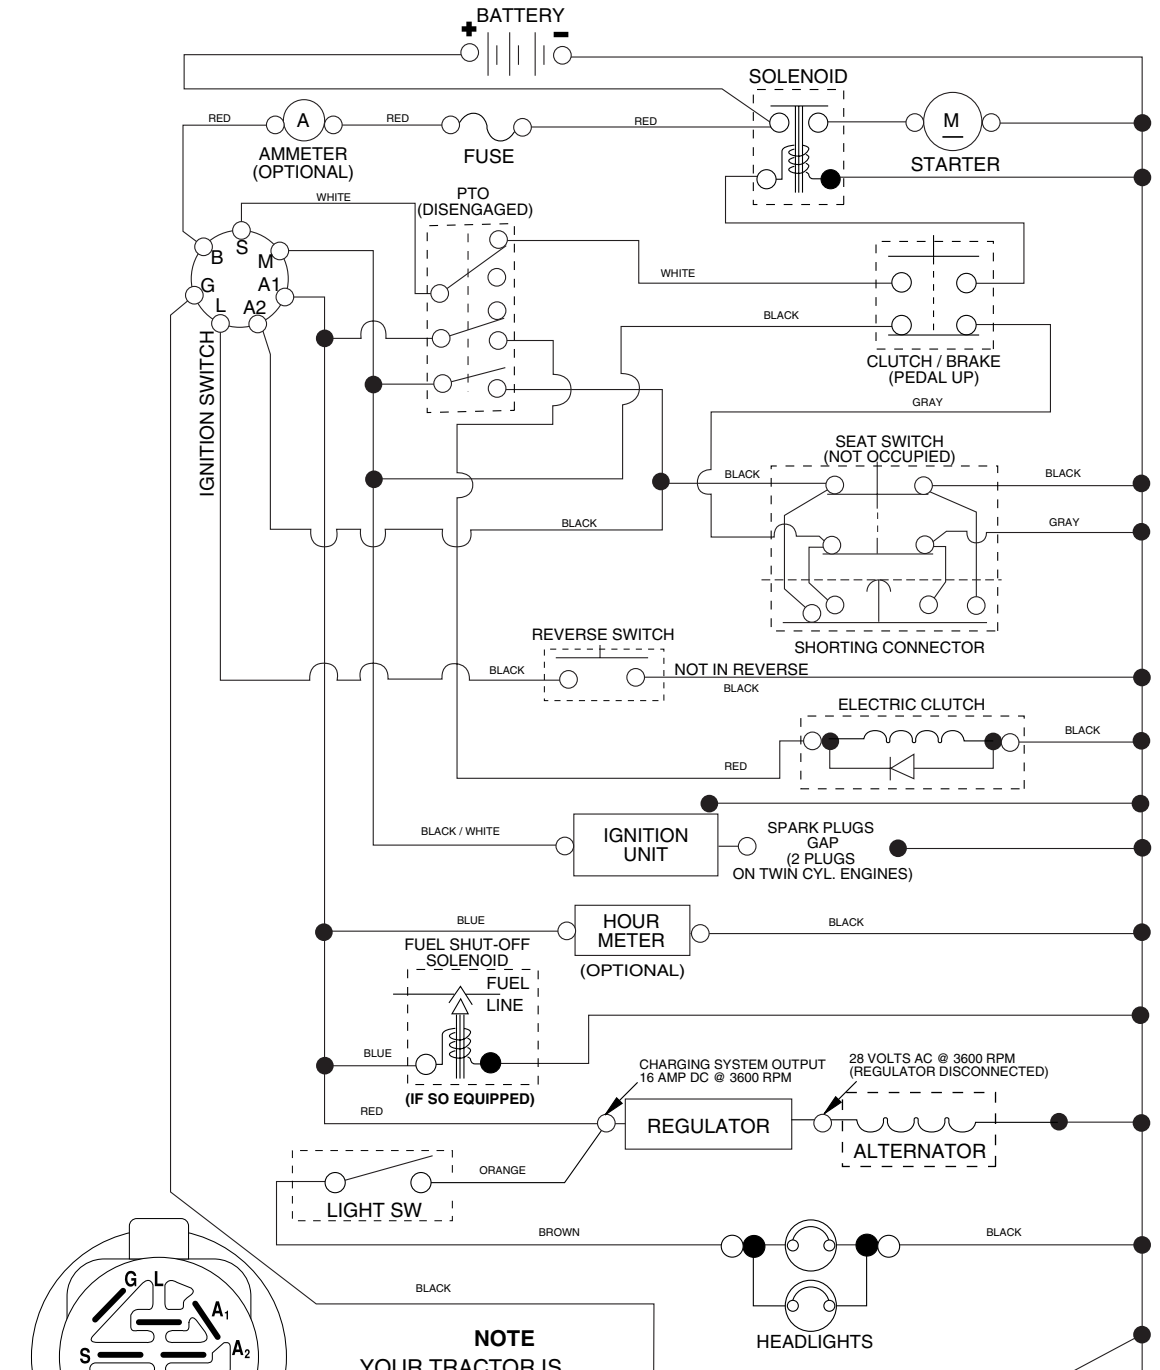 BATTERY
+
–
SOLENOID
RED
A
RED
RED
M
AMMETER
(OPTIONAL)
FUSE
STARTER
WHITE
PTO
(DISENGAGED)
S
B
M
G
A1
L
A2
IGNITION SWITCH
WHITE
BLACK
CLUTCH / BRAKE
(PEDAL UP)
GRAY
SEAT SWITCH
(NOT OCCUPIED)
BLACK
BLACK
BLACK
GRAY
SHORTING CONNECTOR
REVERSE SWITCH
BLACK
NOT IN REVERSE
BLACK
ELECTRIC CLUTCH
BLACK
RED
BLACK / WHITE
IGNITION
UNIT
SPARK PLUGS
GAP
(2 PLUGS
ON TWIN CYL. ENGINES)
BLUE
HOUR
METER
(OPTIONAL)
BLACK
FUEL SHUT-OFF
SOLENOID
FUEL
LINE
BLUE
(IF SO EQUIPPED)
CHARGING SYSTEM OUTPUT
16 AMP DC @ 3600 RPM
28 VOLTS AC @ 3600 RPM
(REGULATOR DISCONNECTED)
RED
REGULATOR
ALTERNATOR
ORANGE
LIGHT SW
BROWN
BLACK
HEADLIGHTS
BLACK
G L
A1
S
A2
NOTE
YOUR TRACTOR IS